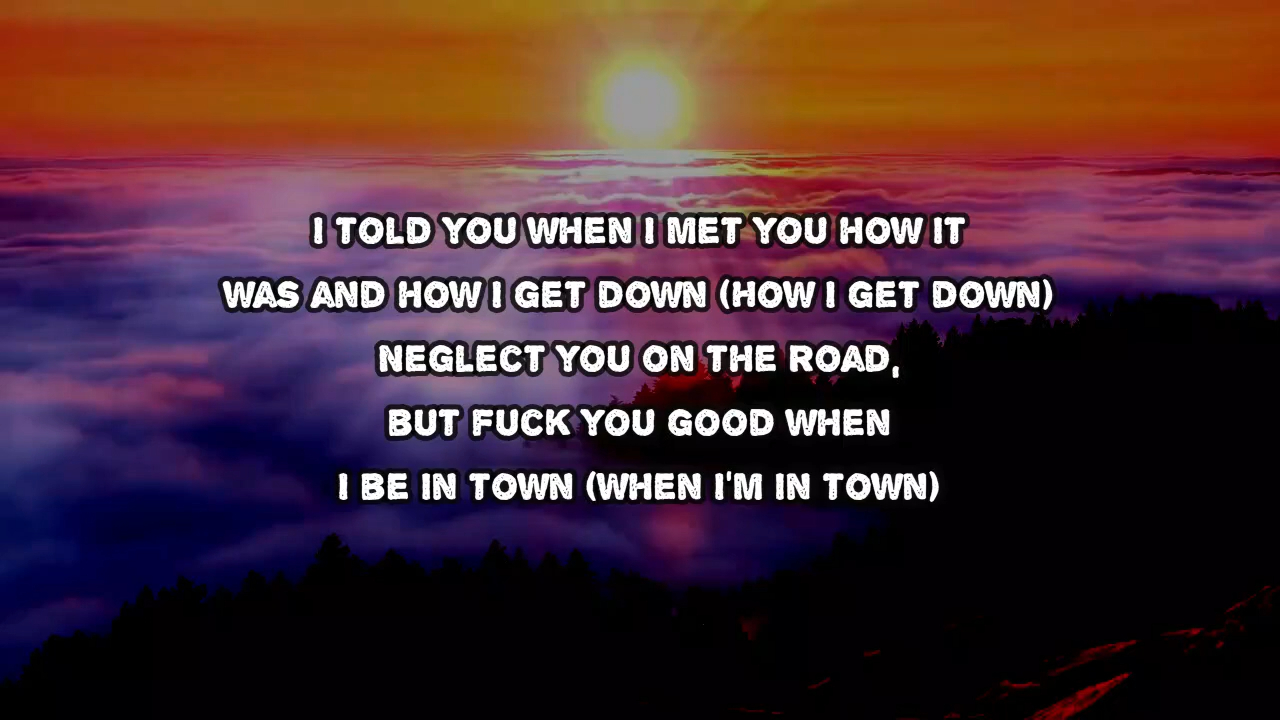 I TOLD YOU WHEN I MET YOU HOW IT
WAS AND HOW I GET DOWN (HOW I GET DOWN)
NEGLECT YOU ON THE ROAD,
BUT FUCK YOU GOOD WHEN
I BE IN TOWN (WHEN I'M IN TOWN)